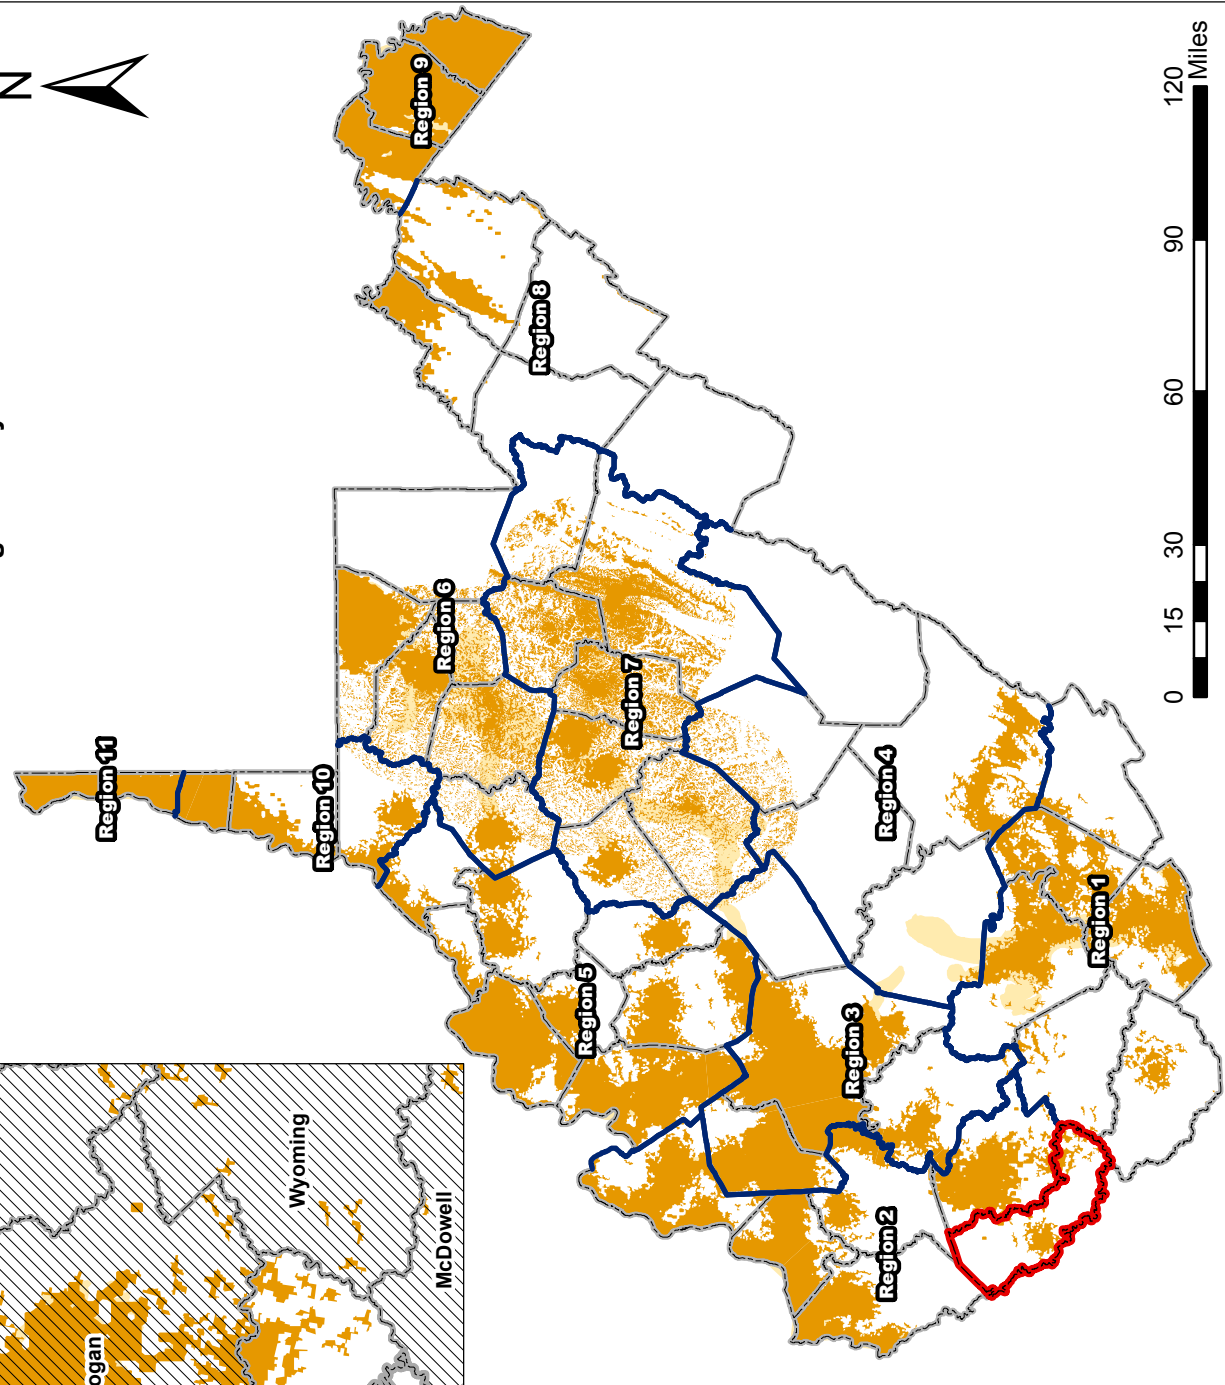 N
Region 9
Region 8
Region 6
Region 7
Region 11
Region 10
Region 4
Region 5
Region 3
Region 1
Region 2
Wyoming
McDowell
ogan
0 15 30 60 90 120
Miles